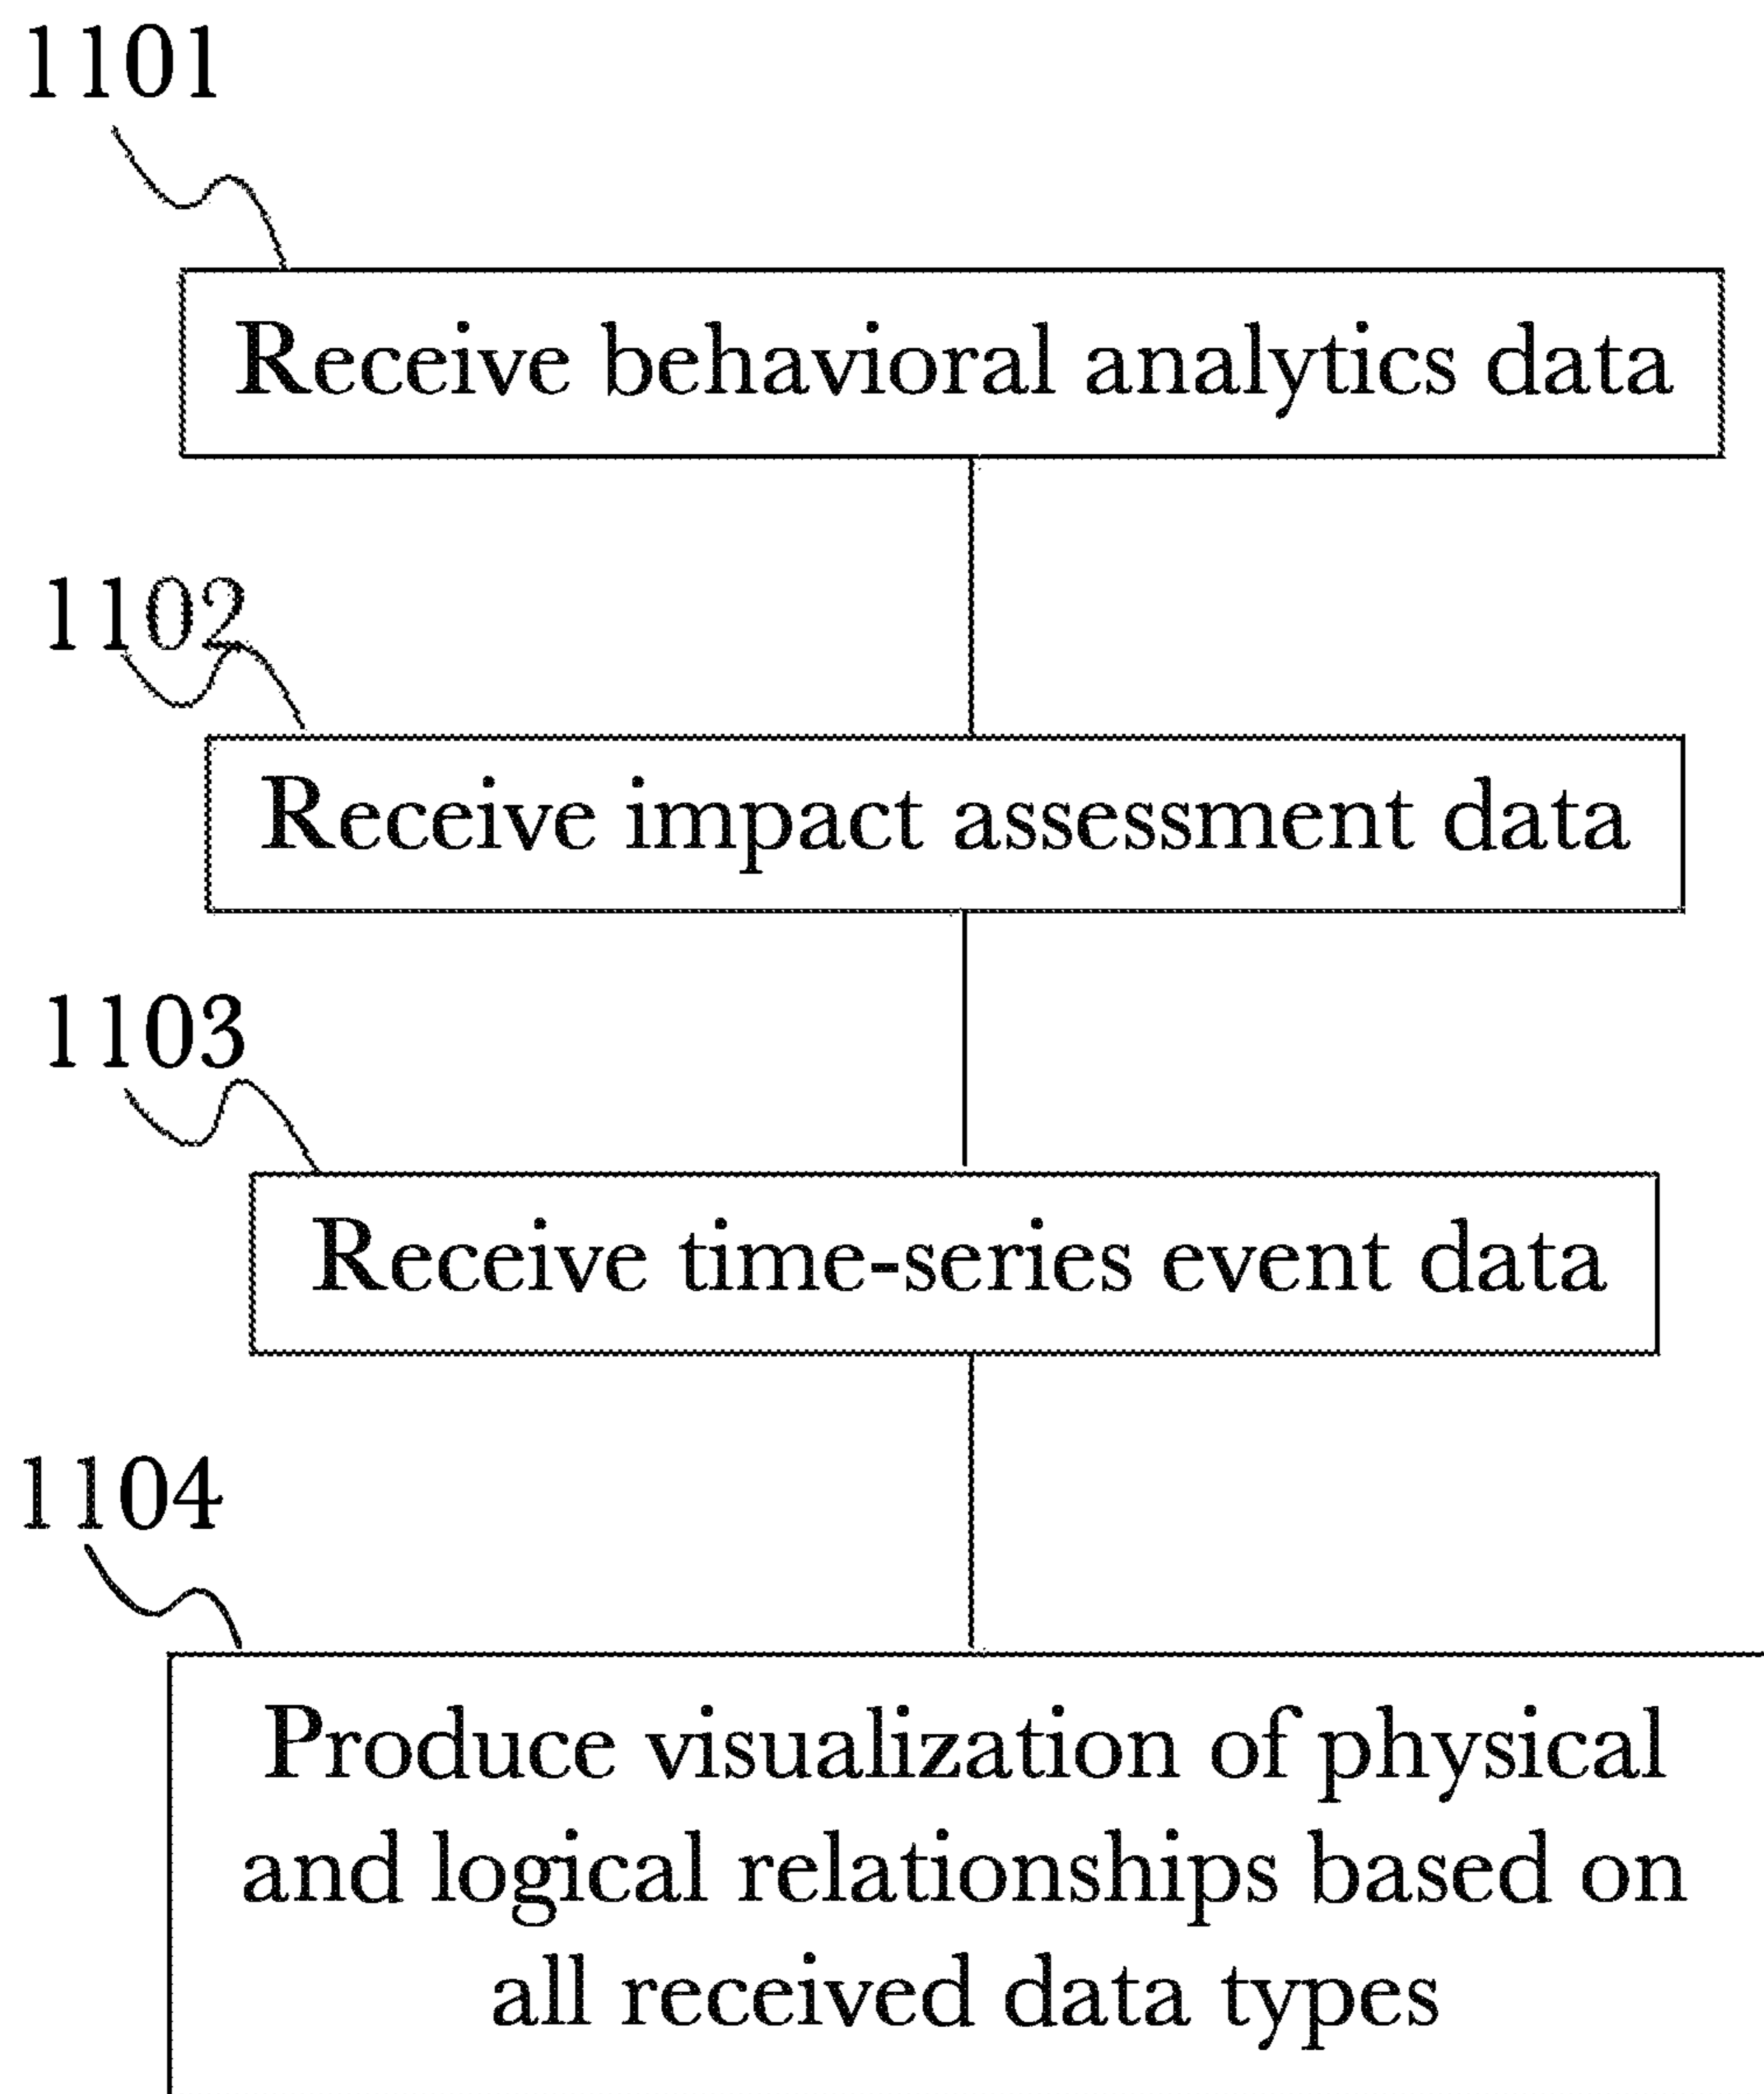 1101
Receive behavioral analytics data
1102
Receive impact assessment data
1103
Receive time-series event data
1104
Produce visualization of physical
and logical relationships based on
all received data types